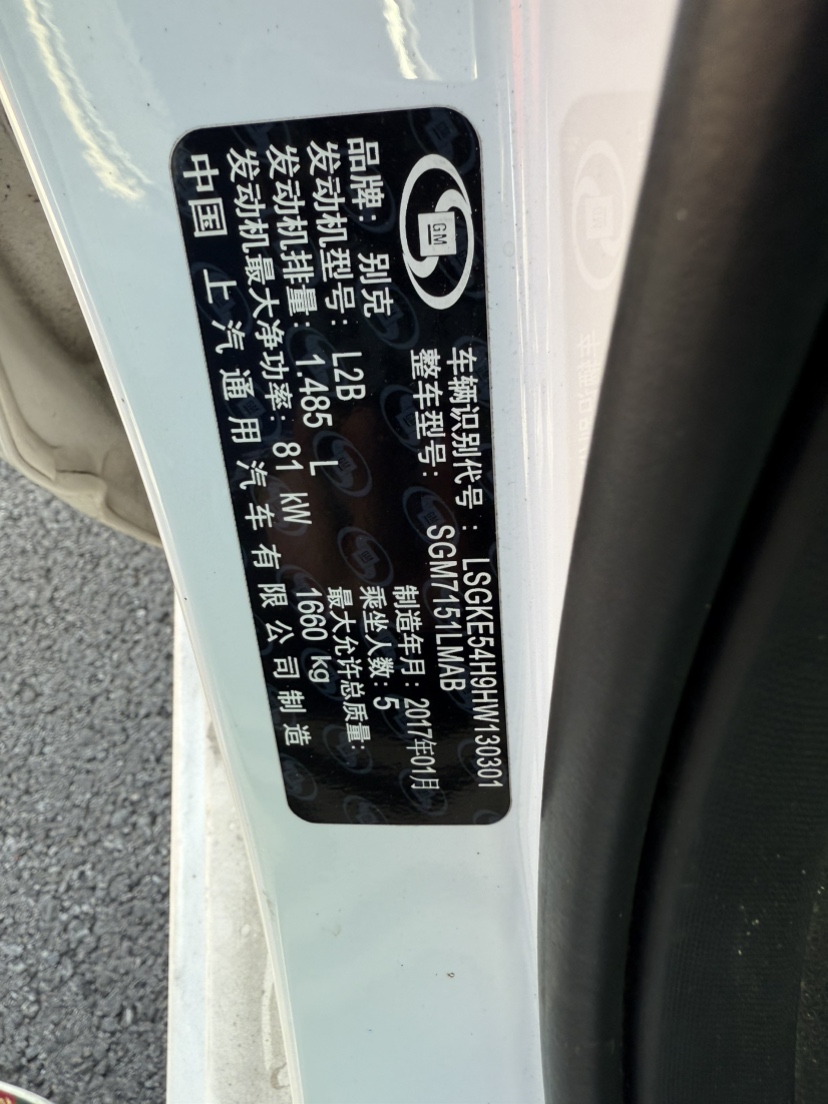 GM
车辆识别代号：LSGKE54H9HW130301
整车型号：SGM7151LMAB
品牌：别克
制造年月：2017年01月
发动机型号：L2B
乘坐人数：5
发动机排量：1.485 L
最大允许总质量：
发动机最大净功率：81 kW
1660 kg
中国 上汽通用汽车有限公司制造